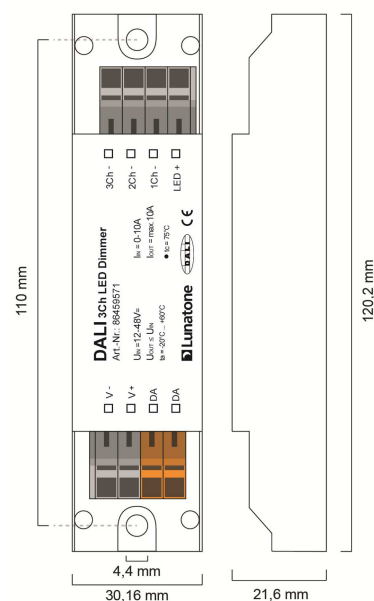 3Ch -
2Ch -
1Ch -
LED +
DALI 3Ch LED Dimmer
Art.-Nr.: 86459571
UIN =12-48V=
IIN = 0-10A
UOUT ≤ UIN
IOUT = max.10A
ta = -20°C ... +60°C
• tc = 75°C
Lunatone
DALI
CE
V -
V +
DA
DA
110 mm
120,2 mm
4,4 mm
30,16 mm
21,6 mm